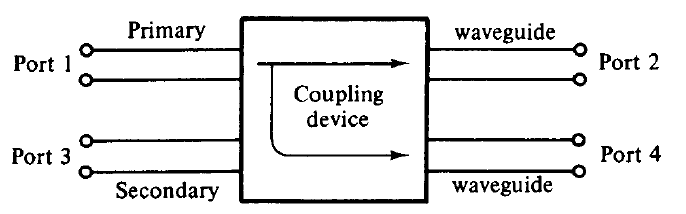 Primary
waveguide
Port 1
Port 2
Coupling
device
Port 3
Port 4
Secondary
waveguide